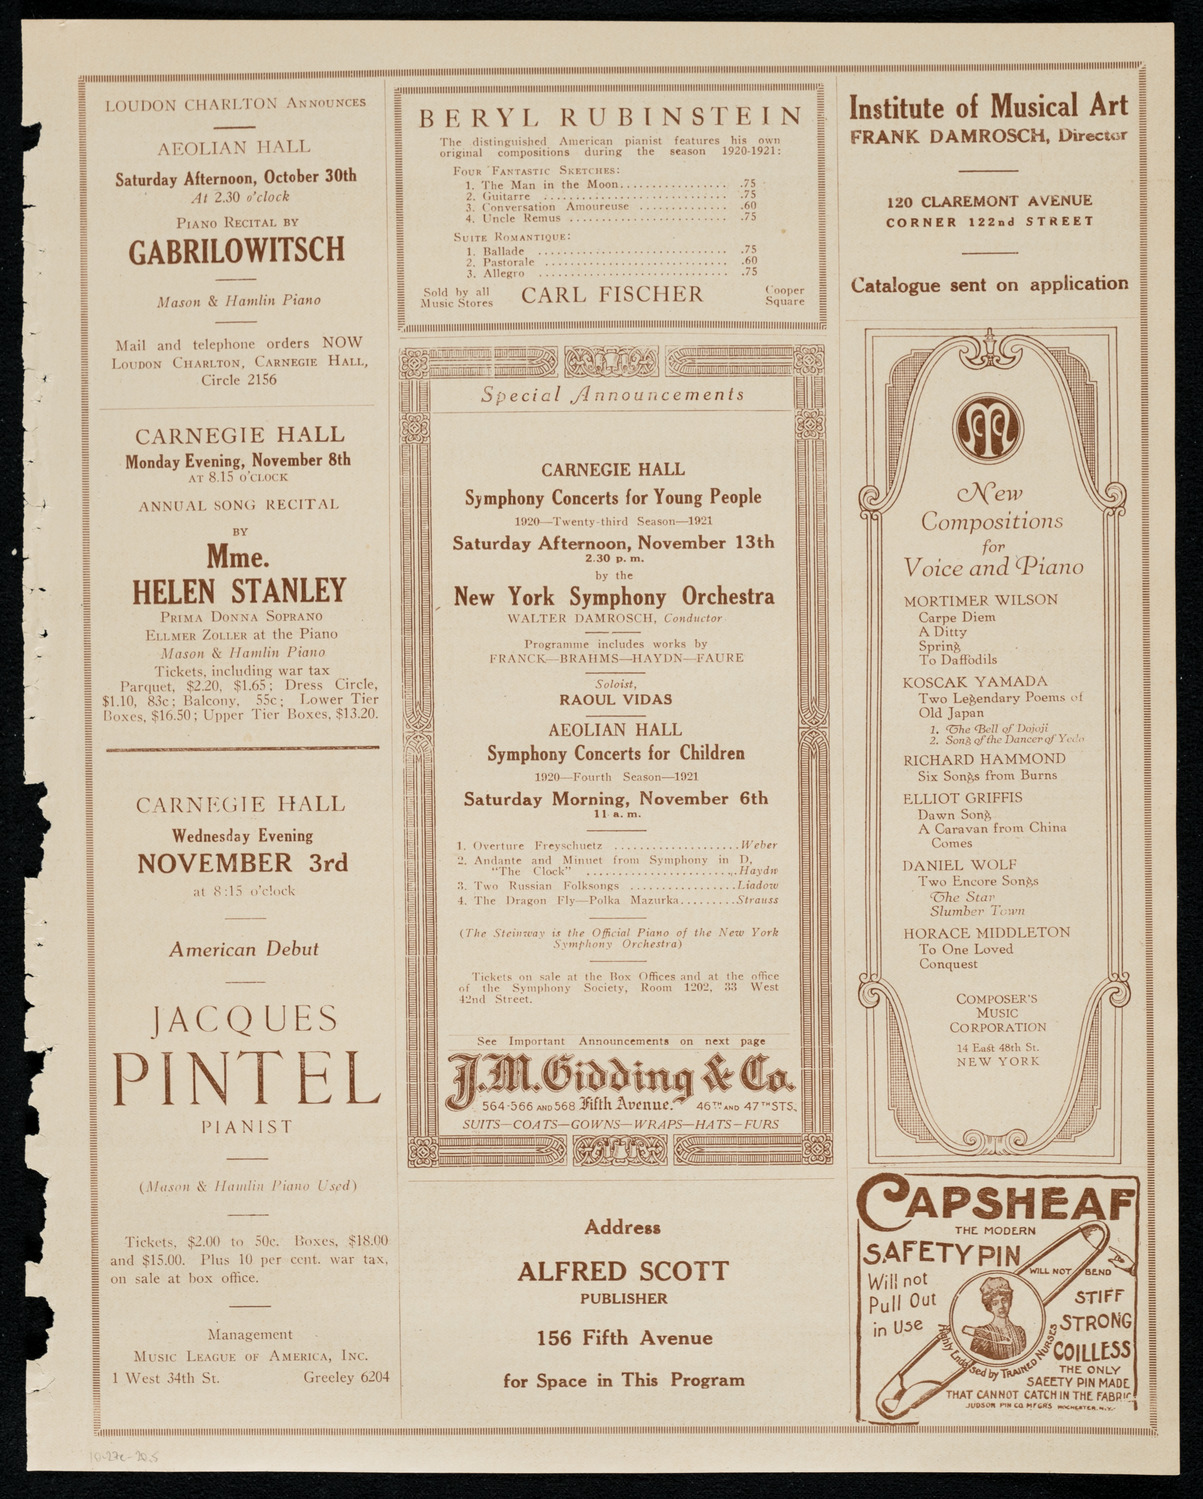 LOUDON CHARLTON ANNOUNCES
AEOLIAN HALL
Saturday Afternoon, October 30th
At 2.30 o'clock
PIANO RECITAL BY
GABRILOWITSCH
Mason & Hamlin Piano
Mail and telephone orders NOW
LOUDON CHARLTON, CARNEGIE HALL,
Circle 2156
CARNEGIE HALL
Monday Evening, November 8th
AT 8.15 O'CLOCK
ANNUAL SONG RECITAL
BY
Mme.
HELEN STANLEY
PRIMA DONNA SOPRANO
ELLMER ZOLLER at the Piano
Mason & Hamlin Piano
Tickets, including war tax
Parquet, $2.20, $1.65; Dress Circle,
$1.10, 83c; Balcony, 55c; Lower Tier
Boxes, $16.50; Upper Tier Boxes, $13.20.
CARNEGIE HALL
Wednesday Evening
NOVEMBER 3rd
at 8:15 o'clock
American Debut
JACQUES
PINTEL
PIANIST
(Mason & Hamlin Piano Used)
Tickets, $2.00 to 50c. Boxes, $18.00
and $15.00. Plus 10 per cent. war tax,
on sale at box office.
Management
MUSIC LEAGUE OF AMERICA, INC.
1 West 34th St. Greeley 6204
BERYL RUBINSTEIN
The distinguished American pianist features his own
original compositions during the season 1920-1921:
FOUR FANTASTIC SKETCHES:
1. The Man in the Moon................ .75
2. Guitarre ............................ .75
3. Conversation Amoureuse ............. .60
4. Uncle Remus ........................ .75
SUITE ROMANTIQUE:
1. Ballade ............................ .75
2. Pastorale .......................... .60
3. Allegro ............................ .75
Sold by all
Music Stores
CARL FISCHER
Cooper
Square
Special Announcements
CARNEGIE HALL
Symphony Concerts for Young People
1920—Twenty-third Season—1921
Saturday Afternoon, November 13th
2.30 p. m.
by the
New York Symphony Orchestra
WALTER DAMROSCH, Conductor
Programme includes works by
FRANCK—BRAHMS—HAYDN—FAURE
Soloist,
RAOUL VIDAS
AEOLIAN HALL
Symphony Concerts for Children
1920—Fourth Season—1921
Saturday Morning, November 6th
11 a. m.
1. Overture Freyschuetz ...................Weber
2. Andante and Minuet from Symphony in D,
"The Clock" ........................Haydn
3. Two Russian Folksongs ................Liadow
4. The Dragon Fly—Polka Mazurka.........Strauss
(The Steinway is the Official Piano of the New York
Symphony Orchestra)
Tickets on sale at the Box Offices and at the office
of the Symphony Society, Room 1202, 33 West
42nd Street.
See Important Announcements on next page
J.M. Gidding & Co.
564-566 AND 568 Fifth Avenue. 46TH AND 47TH STS.
SUITS—COATS—GOWNS—WRAPS—HATS—FURS
Address
ALFRED SCOTT
PUBLISHER
156 Fifth Avenue
for Space in This Program
Institute of Musical Art
FRANK DAMROSCH, Director
120 CLAREMONT AVENUE
CORNER 122nd STREET
Catalogue sent on application
New
Compositions
for
Voice and Piano
MORTIMER WILSON
Carpe Diem
A Ditty
Spring
To Daffodils
KOSCAK YAMADA
Two Legendary Poems of
Old Japan
1. The Bell of Dojoji
2. Song of the Dancer of Yedo
RICHARD HAMMOND
Six Songs from Burns
ELLIOT GRIFFIS
Dawn Song
A Caravan from China
Comes
DANIEL WOLF
Two Encore Songs
The Star
Slumber Town
HORACE MIDDLETON
To One Loved
Conquest
COMPOSER'S
MUSIC
CORPORATION
14 East 48th St.
NEW YORK
CAPSHEAF
THE MODERN
SAFETY PIN
WILL NOT BEND
Will not
Pull Out
in Use
STIFF
STRONG
COILLESS
Highly Endorsed by TRAINED NURSES
THE ONLY
SAFETY PIN MADE
THAT CANNOT CATCH IN THE FABRIC
JUDSON PIN CO. MFGRS ROCHESTER. N.Y.